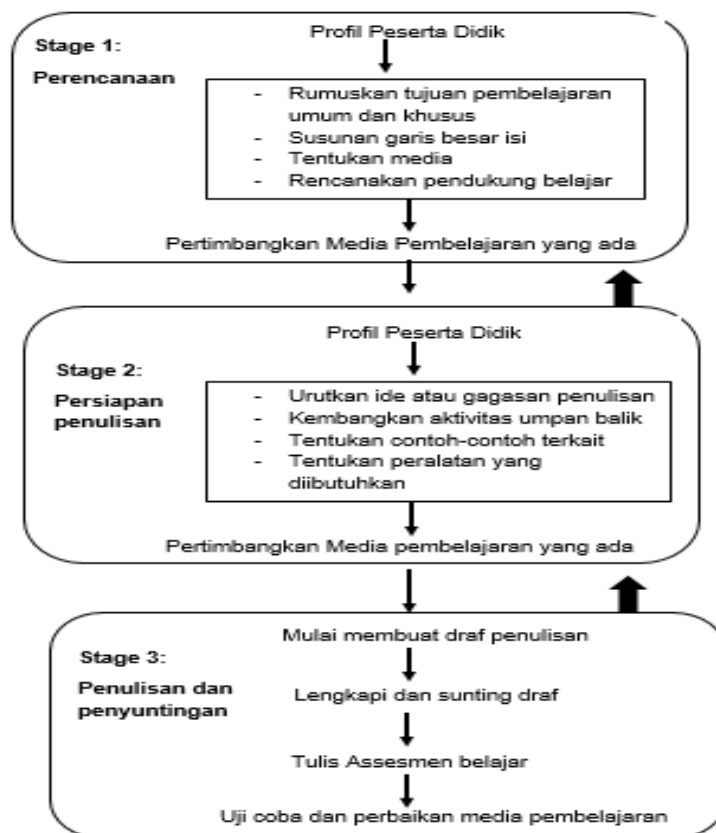 Stage 1:
Perencanaan
Profil Peserta Didik
- Rumuskan tujuan pembelajaran
umum dan khusus
- Susunan garis besar isi
- Tentukan media
- Rencanakan pendukung belajar
Pertimbangkan Media Pembelajaran yang ada
Stage 2:
Persiapan
penulisan
Profil Peserta Didik
- Urutkan ide atau gagasan penulisan
- Kembangkan aktivitas umpan balik
- Tentukan contoh-contoh terkait
- Tentukan peralatan yang
diibutuhkan
Pertimbangkan Media pembelajaran yang ada
Stage 3:
Penulisan dan
penyuntingan
Mulai membuat draf penulisan
Lengkapi dan sunting draf
Tulis Assesmen belajar
Uji coba dan perbaikan media pembelajaran